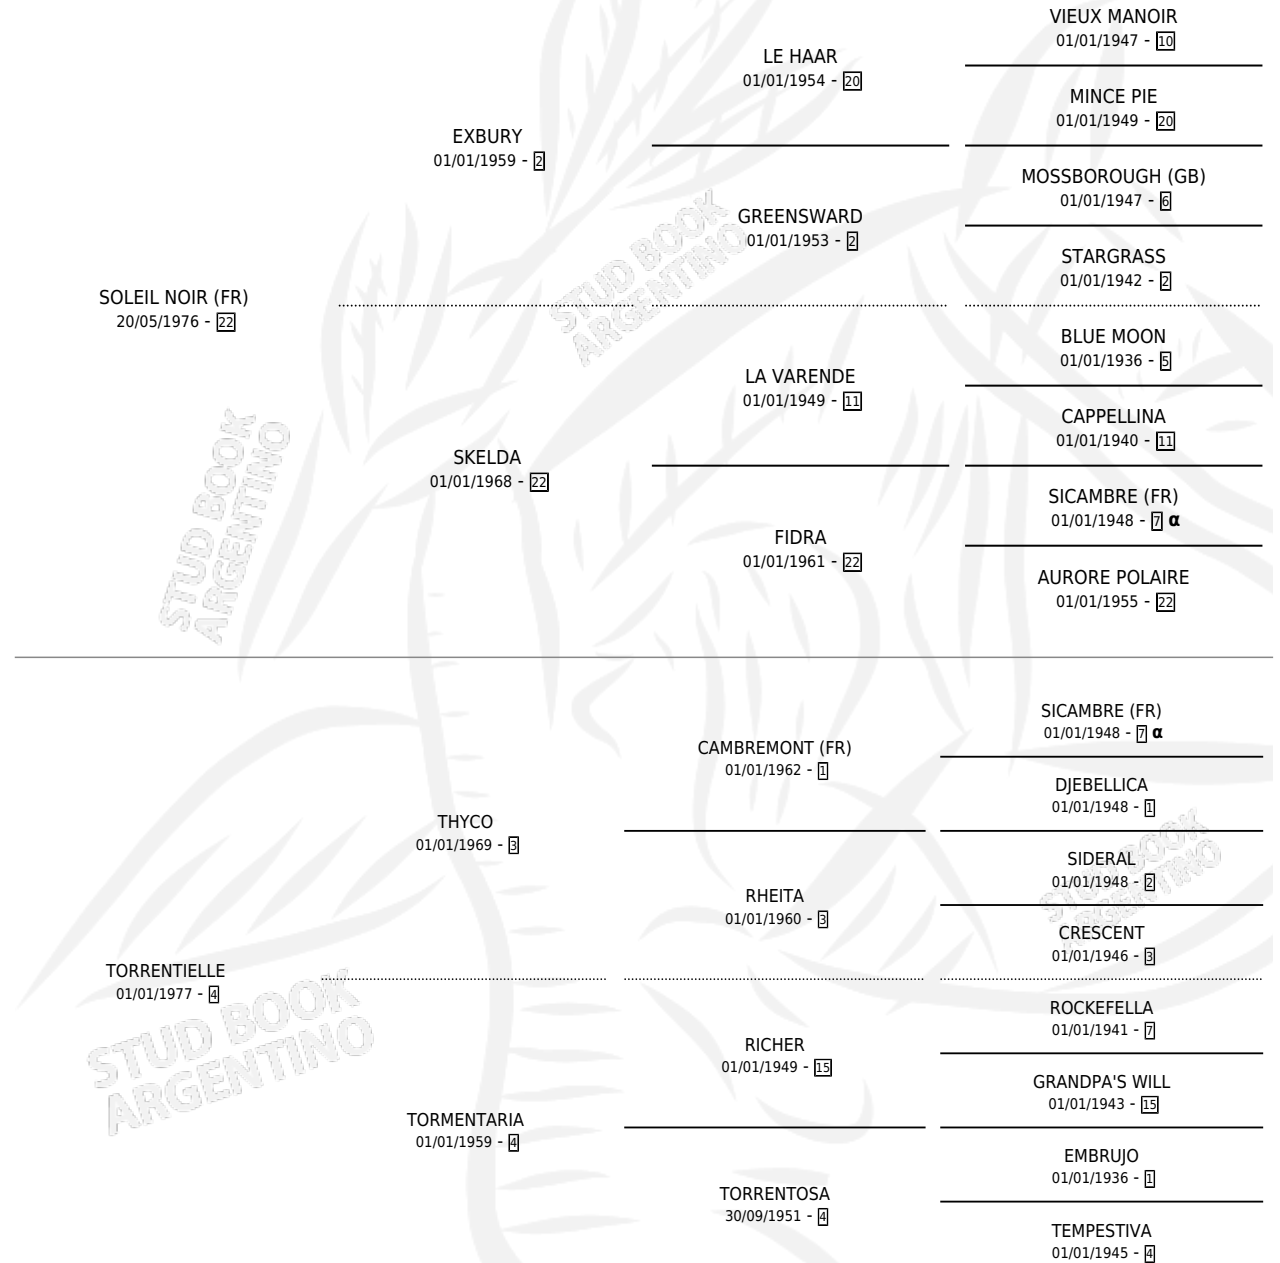 VIEUX MANOIR
01/01/1947 - 10
LE HAAR
01/01/1954 - 20
MINCE PIE
01/01/1949 - 20
EXBURY
01/01/1959 - 2
MOSSBOROUGH (GB)
01/01/1947 - 6
GREENSWARD
01/01/1953 - 2
STARGRASS
01/01/1942 - 2
SOLEIL NOIR (FR)
20/05/1976 - 22
BLUE MOON
01/01/1936 - 5
LA VARENDE
01/01/1949 - 11
CAPPELLINA
01/01/1940 - 11
SKELDA
01/01/1968 - 22
SICAMBRE (FR)
01/01/1948 - 7 α
FIDRA
01/01/1961 - 22
AURORE POLAIRE
01/01/1955 - 22
SICAMBRE (FR)
01/01/1948 - 7 α
CAMBREMONT (FR)
01/01/1962 - 1
DJEBELLICA
01/01/1948 - 1
THYCO
01/01/1969 - 3
SIDERAL
01/01/1948 - 2
RHEITA
01/01/1960 - 3
CRESCENT
01/01/1946 - 3
TORRENTIELLE
01/01/1977 - 4
ROCKEFELLA
01/01/1941 - 7
RICHER
01/01/1949 - 15
GRANDPA'S WILL
01/01/1943 - 15
TORMENTARIA
01/01/1959 - 4
EMBRUJO
01/01/1936 - 1
TORRENTOSA
30/09/1951 - 4
TEMPESTIVA
01/01/1945 - 4
STUD BOOK
ARGENTINO
STUD BOOK
ARGENTINO
STUD BOOK
ARGENTINO
STUD BOOK
ARGENTINO